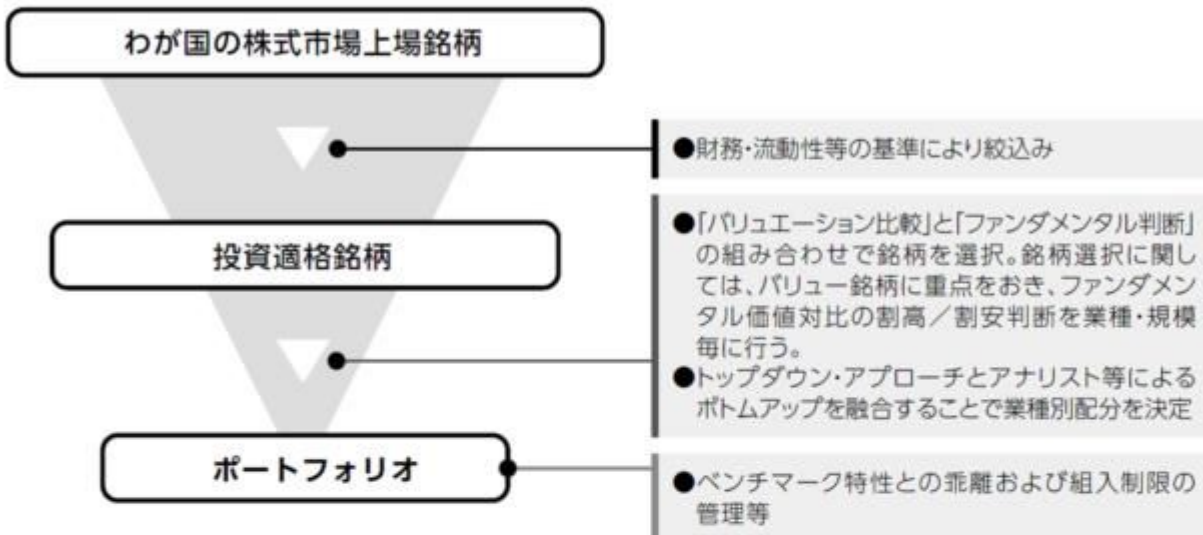 わが国の株式市場上場銘柄
●財務・流動性等の基準により絞込み
投資適格銘柄
●「バリュエーション比較」と「ファンダメンタル判断」
の組み合わせで銘柄を選択。銘柄選択に関し
ては、バリュー銘柄に重点をおき、ファンダメン
タル価値対比の割高／割安判断を業種・規模
毎に行う。
●トップダウン・アプローチとアナリスト等による
ボトムアップを融合することで業種別配分を決定
ポートフォリオ
●ベンチマーク特性との乖離および組入制限の
管理等